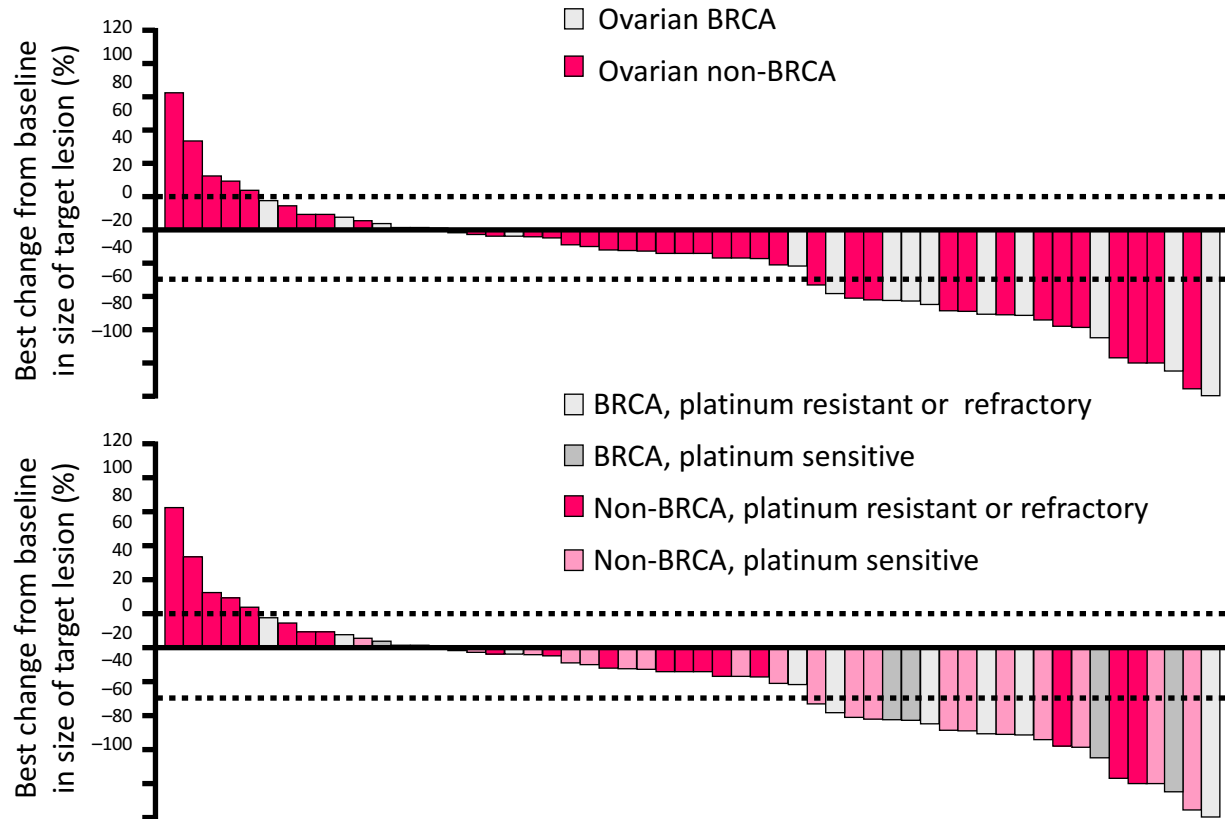 Ovarian BRCA
Ovarian non-BRCA
Best change from baseline
in size of target lesion (%)
120
100
80
60
40
20
0
–20
–40
–60
–80
–100
BRCA, platinum resistant or refractory
BRCA, platinum sensitive
Non-BRCA, platinum resistant or refractory
Non-BRCA, platinum sensitive
Best change from baseline
in size of target lesion (%)
120
100
80
60
40
20
0
–20
–40
–60
–80
–100